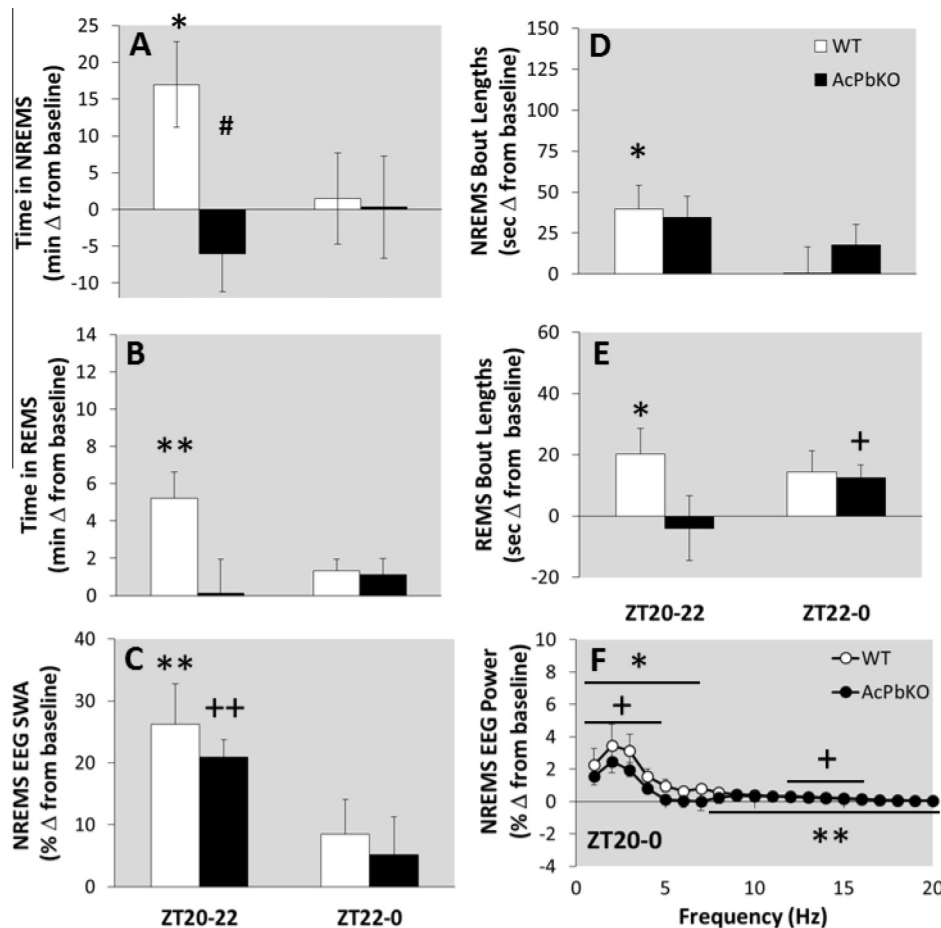 A
Time in NREMS
(min Δ from baseline)
25
20
15
10
5
0
-5
-10
*
#
B
Time in REMS
(min Δ from baseline)
14
12
10
8
6
4
2
0
**
C
NREMS EEG SWA
(% Δ from baseline)
40
30
20
10
0
**
++
ZT20-22
ZT22-0
D
NREMS Bout Lengths
(sec Δ from baseline)
150
125
100
75
50
25
0
WT
AcPbKO
*
E
REMS Bout Lengths
(sec Δ from baseline)
60
40
20
0
-20
*
+
ZT20-22
ZT22-0
F
NREMS EEG Power
(% Δ from baseline)
10
8
6
4
2
0
-2
-4
*
+
WT
AcPbKO
+
**
ZT20-0
0
5
10
15
20
Frequency (Hz)